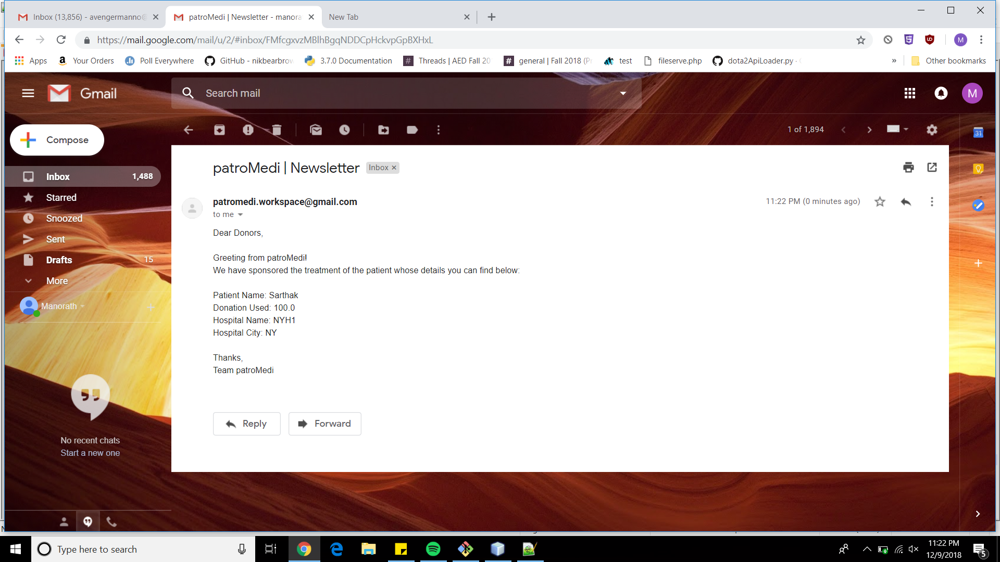 Inbox (13,856) - avengermanno@
patroMedi | Newsletter - manora
New Tab
https://mail.google.com/mail/u/2/#inbox/FMfcgxvzMBlhBgqNDDCpHckvpGpBXHxL
M
Apps
Your Orders
Poll Everywhere
GitHub - nikbearbrow
3.7.0 Documentation
Threads | AED Fall 20
general | Fall 2018 (Pr
test
fileserve.php
dota2ApiLoader.py ·
»
Other bookmarks
Gmail
Search mail
M
Compose
1 of 1,894
31
Inbox 1,488
Starred
Snoozed
Sent
Drafts 15
More
Manorath
No recent chats
Start a new one
patroMedi | Newsletter
Inbox ×
patromedi.workspace@gmail.com
11:22 PM (0 minutes ago)
to me
Dear Donors,
Greeting from patroMedi!
We have sponsored the treatment of the patient whose details you can find below:
Patient Name: Sarthak
Donation Used: 100.0
Hospital Name: NYH1
Hospital City: NY
Thanks,
Team patroMedi
Reply
Forward
Type here to search
11:22 PM
12/9/2018
5